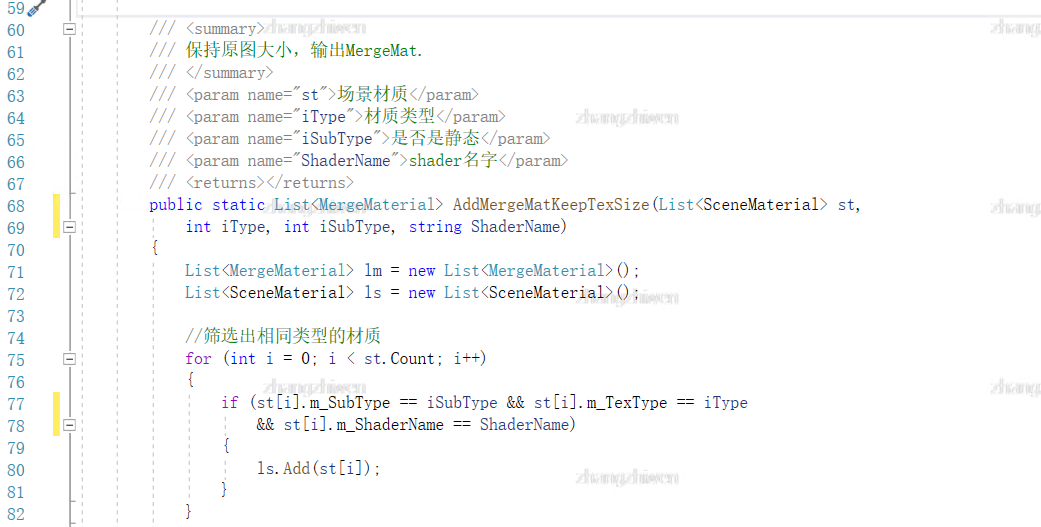 59
60 /// <summary>
61 /// 保持原图大小，输出MergeMat.
62 /// </summary>
63 /// <param name="st">场景材质</param>
64 /// <param name="iType">材质类型</param>
65 /// <param name="iSubType">是否是静态</param>
66 /// <param name="ShaderName">shader名字</param>
67 /// <returns></returns>
68 public static List<MergeMaterial> AddMergeMatKeepTexSize(List<SceneMaterial> st,
69 int iType, int iSubType, string ShaderName)
70 {
71 List<MergeMaterial> lm = new List<MergeMaterial>();
72 List<SceneMaterial> ls = new List<SceneMaterial>();
73
74 //筛选出相同类型的材质
75 for (int i = 0; i < st.Count; i++)
76 {
77 if (st[i].m_SubType == iSubType && st[i].m_TexType == iType
78 && st[i].m_ShaderName == ShaderName)
79 {
80 ls.Add(st[i]);
81 }
82 }
zhangzhiwen
zhangzhiwen
zhangzhiwen
zhangzhiwen
zhangzhiwen
zhangzhiwen